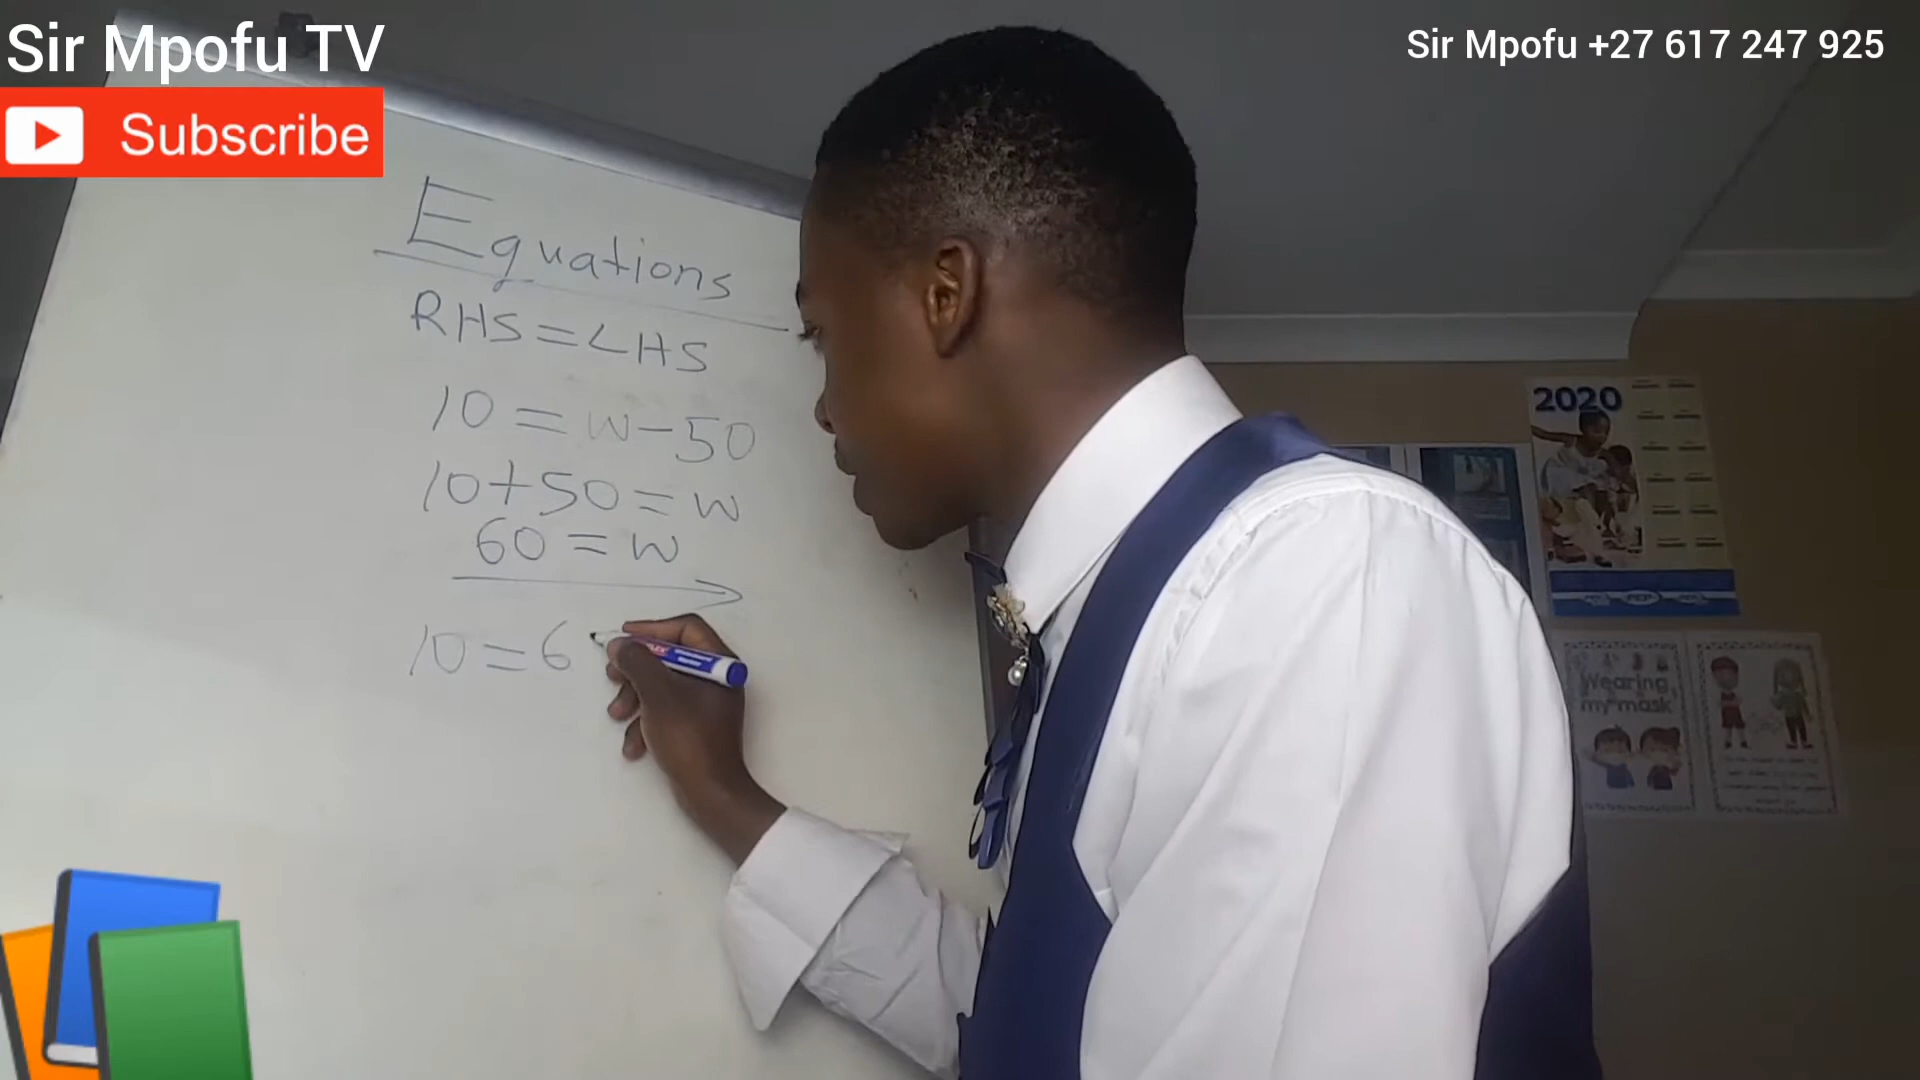 Sir Mpofu TV
Sir Mpofu +27 617 247 925
Subscribe
Equations
RHS = LHS
10 = w - 50
10 + 50 = w
60 = w
10 = 6
2020
Wearing
my mask